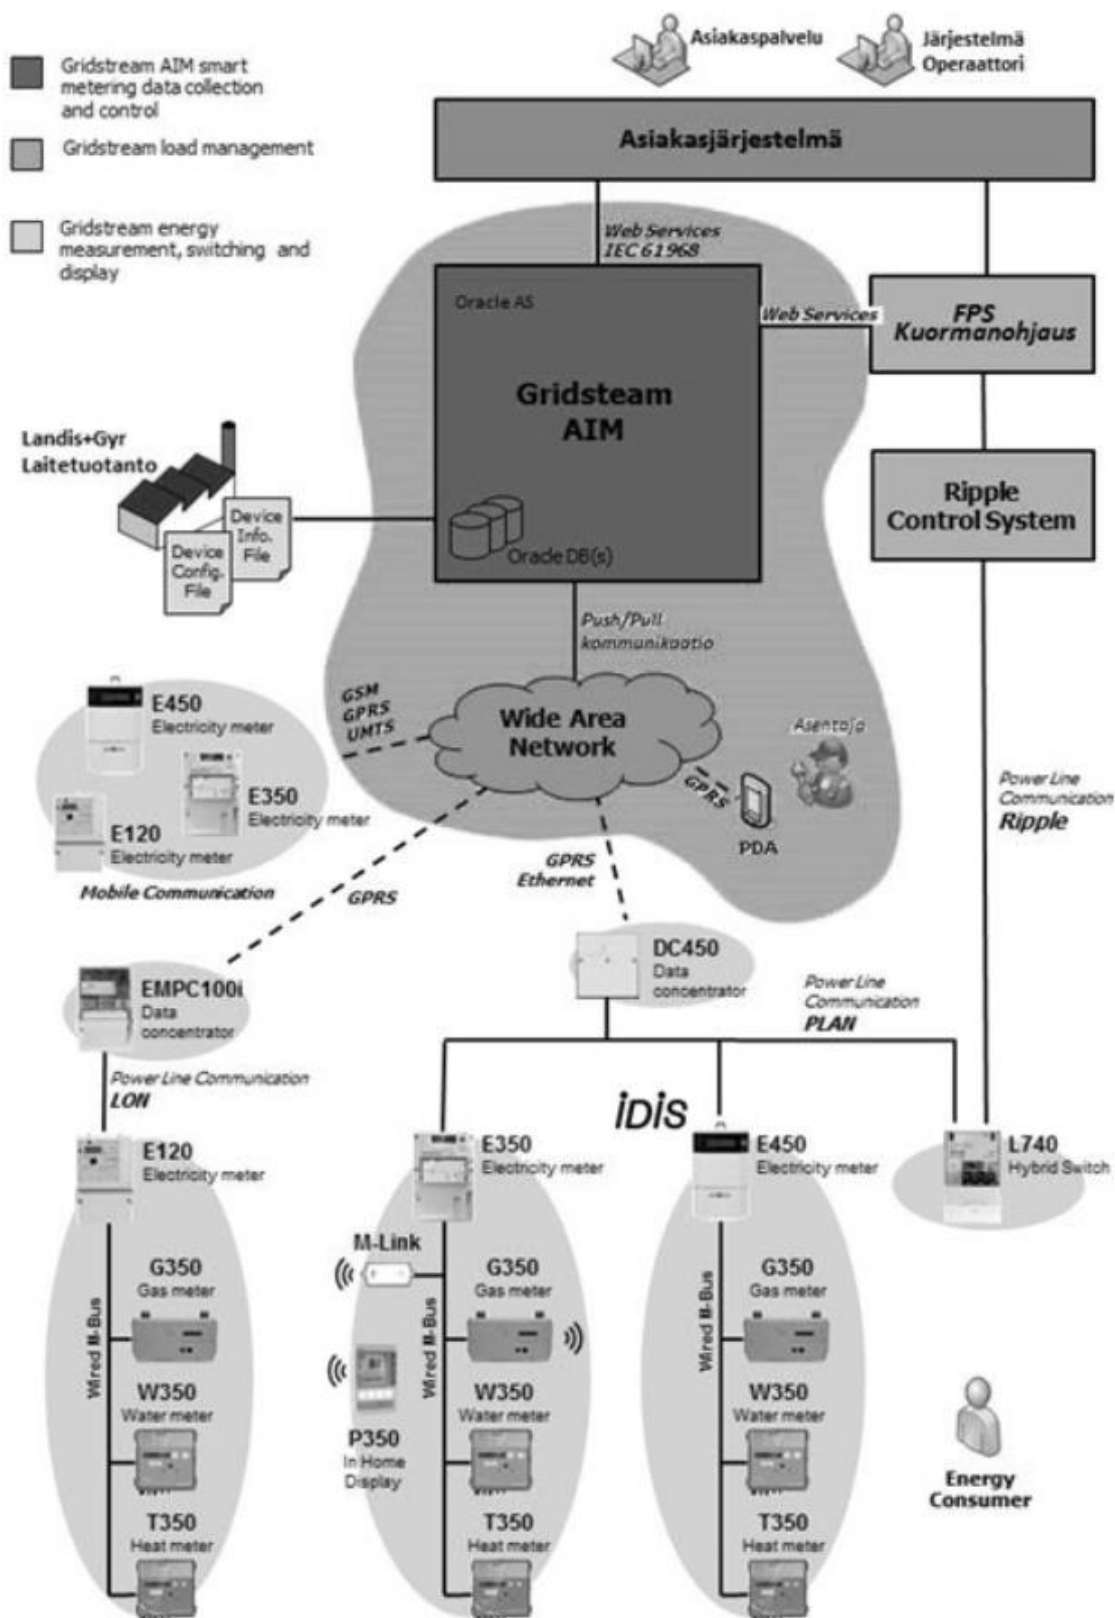 Asiakaspalvelu
Järjestelmä
Operaattori
Gridstream AIM smart
metering data collection
and control
Gridstream load management
Gridstream energy
measurement, switching and
display
Asiakasjärjestelmä
Web Services
IEC 61968
Oracle AS
Web Services
FPS
Kuormanohjaus
Gridsteam
AIM
Landis+Gyr
Laitetuotanto
Device
Info.
File
Device
Config.
File
Oracle DB(s)
Ripple
Control System
Push/Pull
kommunikaatio
GSM
GPRS
UMTS
Wide Area
Network
Asentaja
GPRS
PDA
E450
Electricity meter
E350
Electricity meter
E120
Electricity meter
Mobile Communication
GPRS
GPRS
Ethernet
Power Line
Communication
Ripple
EMPC100i
Data
concentrator
DC450
Data
concentrator
Power Line
Communication
PLAN
Power Line Communication
LON
iDiS
E120
Electricity meter
E350
Electricity meter
E450
Electricity meter
L740
Hybrid Switch
Wired M-Bus
G350
Gas meter
W350
Water meter
T350
Heat meter
M-Link
P350
In Home
Display
Wired M-Bus
G350
Gas meter
W350
Water meter
T350
Heat meter
Wired M-Bus
G350
Gas meter
W350
Water meter
T350
Heat meter
Energy
Consumer